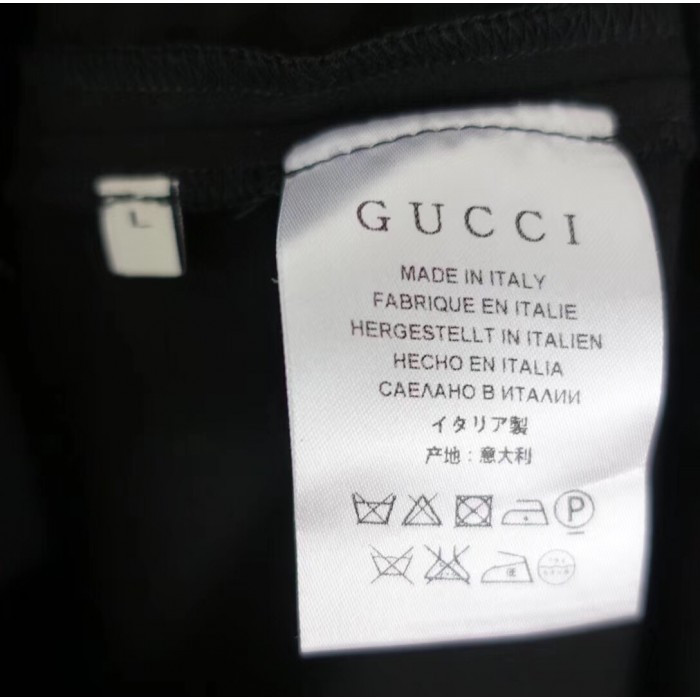 L
GUCCI
MADE IN ITALY
FABRIQUE EN ITALIE
HERGESTELLT IN ITALIEN
HECHO EN ITALIA
СДЕЛАНО В ИТАЛИИ
イタリア製
产地：意大利
P